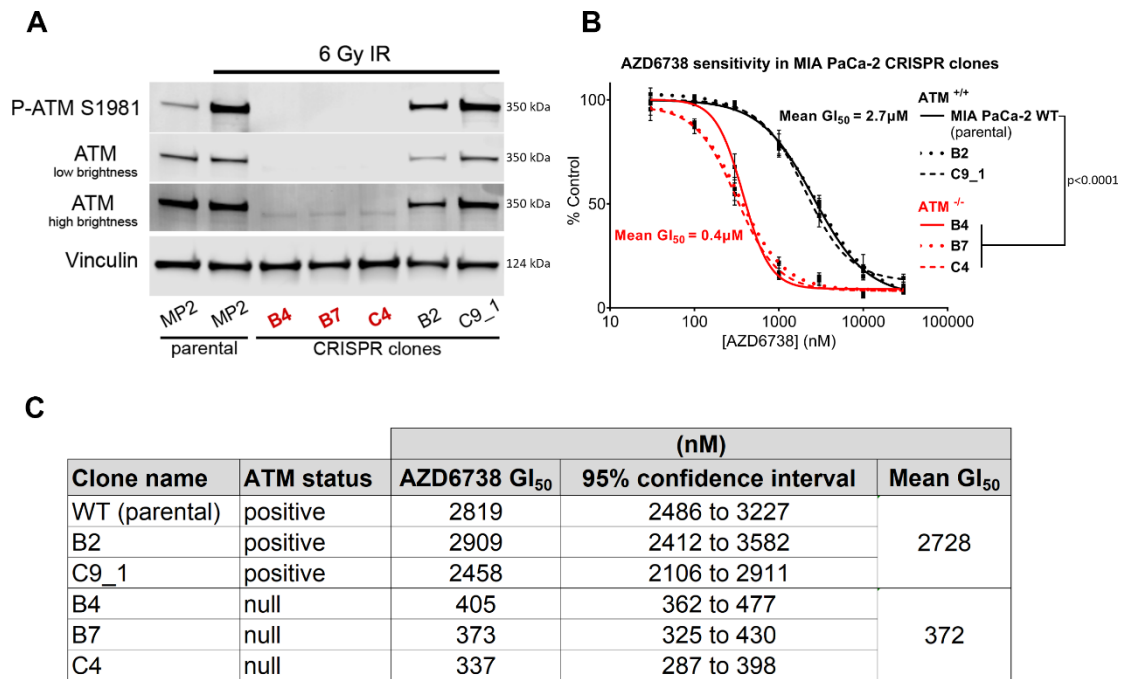 A
6 Gy IR
P-ATM S1981
350 kDa
ATM
low brightness
350 kDa
ATM
high brightness
350 kDa
Vinculin
124 kDa
MP2 MP2 B4 B7 C4 B2 C9_1
parental CRISPR clones
B
AZD6738 sensitivity in MIA PaCa-2 CRISPR clones
% Control
100
50
0
Mean GI50 = 2.7µM
Mean GI50 = 0.4µM
10 100 1000 10000 100000
[AZD6738] (nM)
ATM +/+
MIA PaCa-2 WT
(parental)
B2
C9_1
ATM -/-
B4
B7
C4
p<0.0001
C
(nM)
Clone name ATM status AZD6738 GI50 95% confidence interval Mean GI50
WT (parental) positive 2819 2486 to 3227
B2 positive 2909 2412 to 3582 2728
C9_1 positive 2458 2106 to 2911
B4 null 405 362 to 477
B7 null 373 325 to 430 372
C4 null 337 287 to 398